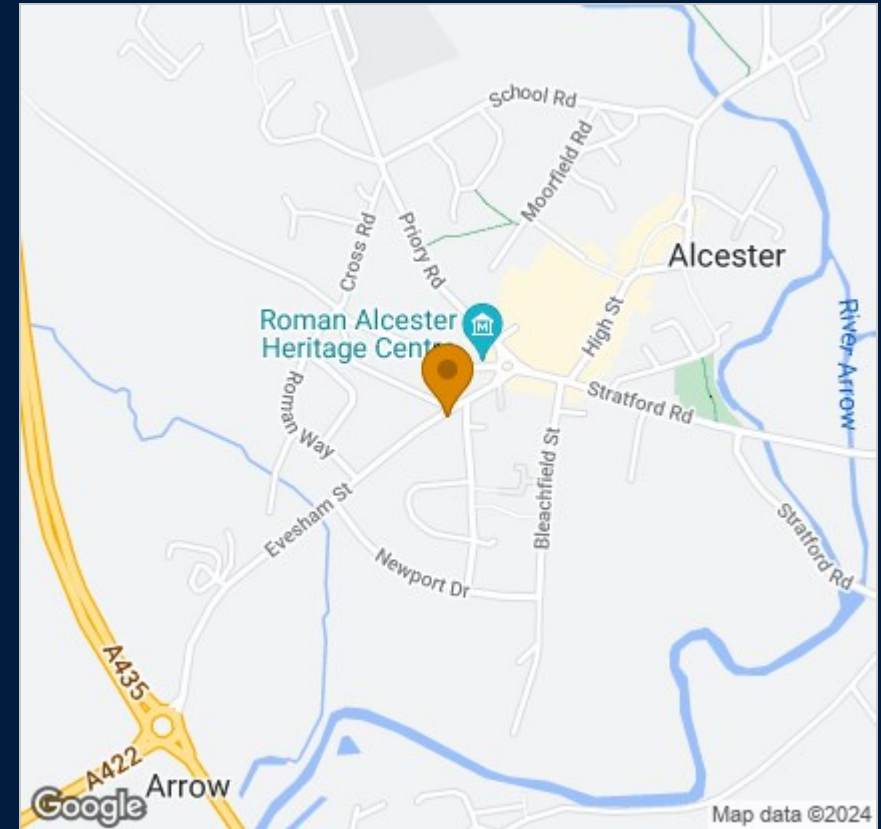 School Rd
Moorfield Rd
Cross Rd
Priory Rd
Alcester
River Arrow
Roman Alcester
Heritage Centre
M
High St
Stratford Rd
Roman Way
Bleachfield St
Evesham St
Stratford Rd
Newport Dr
A435
A422
Arrow
Google
Map data ©2024